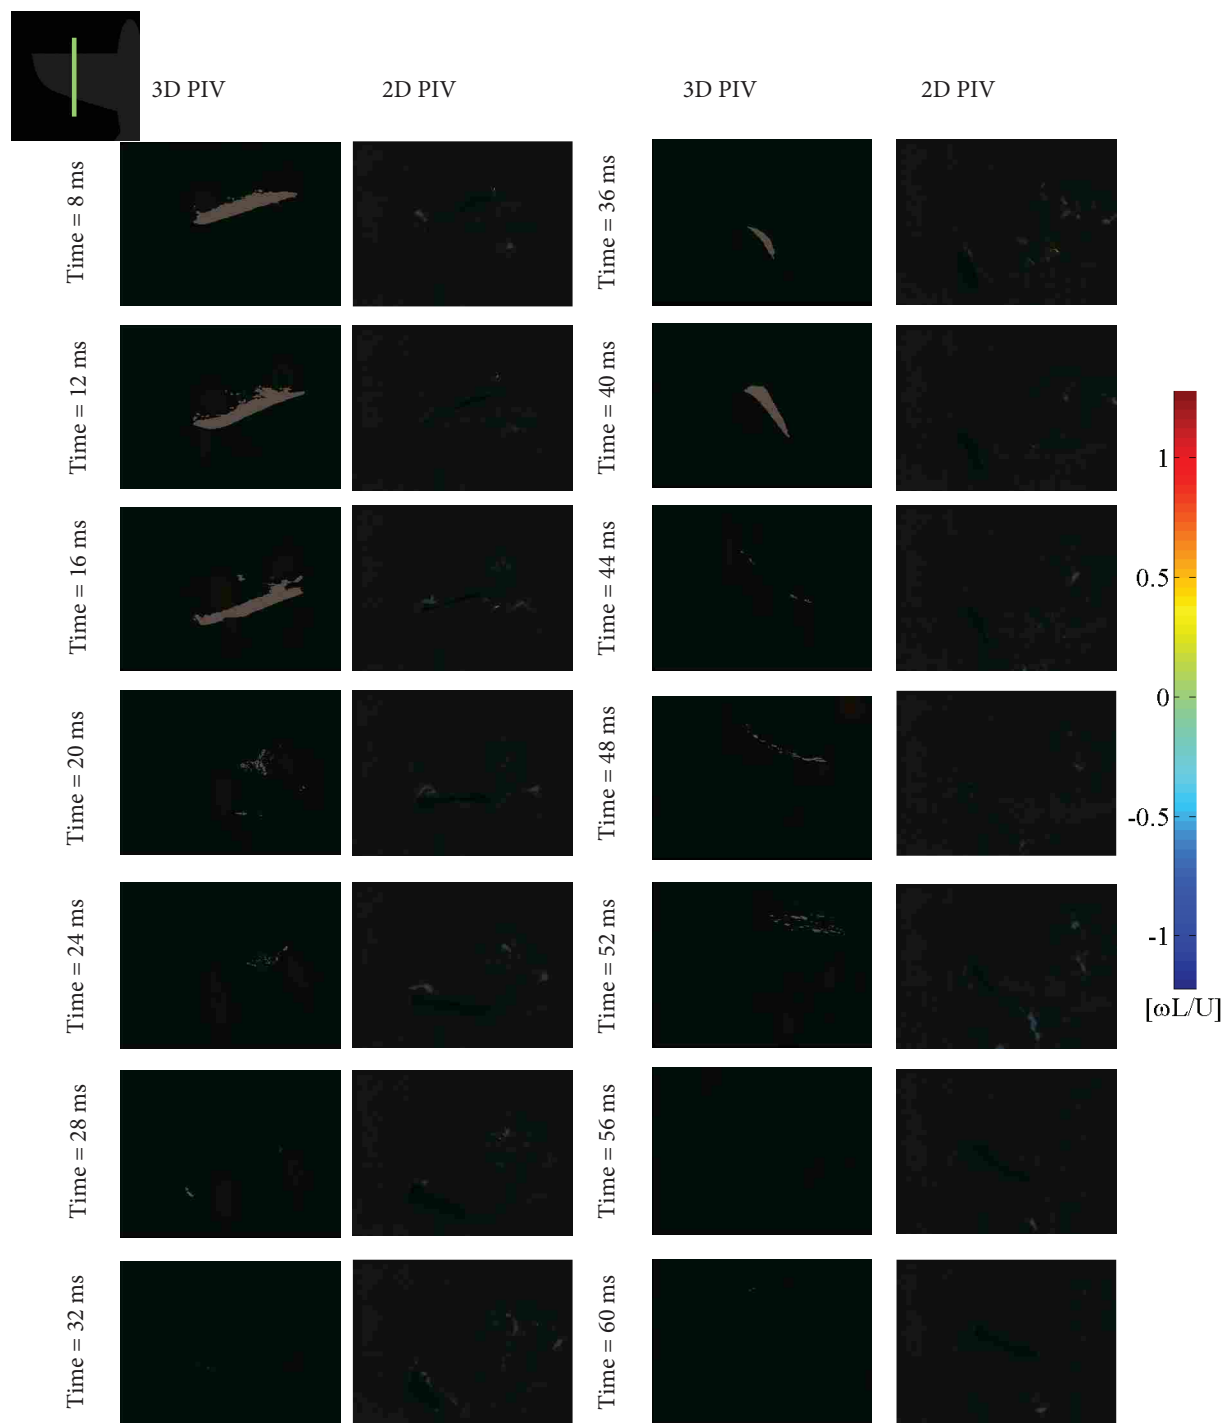 3D PIV 2D PIV 3D PIV 2D PIV
Time = 8 ms
Time = 36 ms
Time = 12 ms
Time = 40 ms
Time = 16 ms
Time = 44 ms
Time = 20 ms
Time = 48 ms
Time = 24 ms
Time = 52 ms
Time = 28 ms
Time = 56 ms
Time = 32 ms
Time = 60 ms
1
0.5
0
-0.5
-1
[ωL/U]